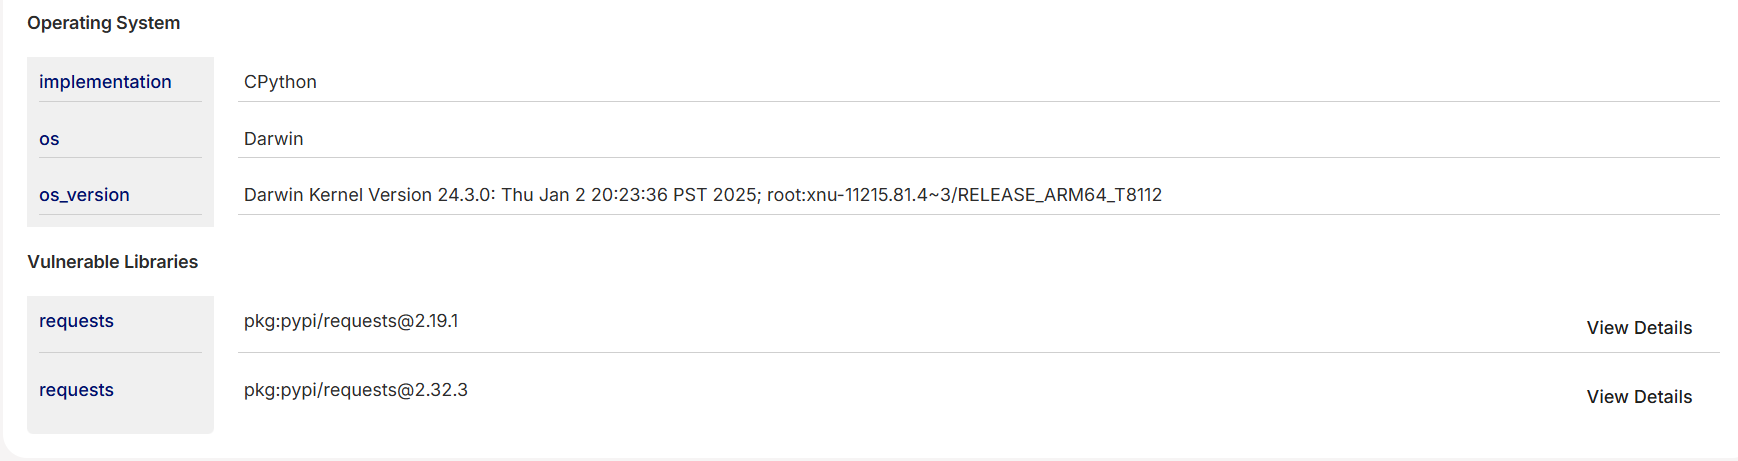 Operating System
implementation CPython
os Darwin
os_version Darwin Kernel Version 24.3.0: Thu Jan 2 20:23:36 PST 2025; root:xnu-11215.81.4~3/RELEASE_ARM64_T8112
Vulnerable Libraries
requests pkg:pypi/requests@2.19.1 View Details
requests pkg:pypi/requests@2.32.3 View Details